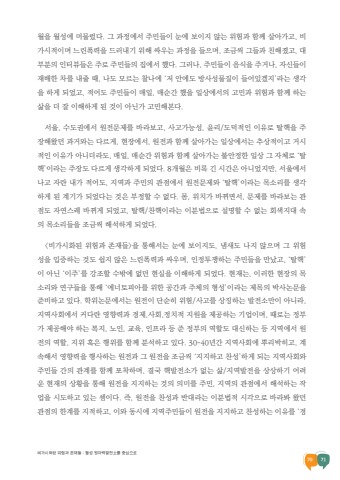 월을 월성에 머물렀다. 그 과정에서 주민들이 눈에 보이지 않는 위험과 함께 살아가고, 비
가시적이며 느린폭력을 드러내기 위해 싸우는 과정을 들으며, 조금씩 그들과 친해졌고, 대
부분의 인터뷰들은 주로 주민들의 집에서 했다. 그러나, 주민들이 음식을 주거나, 자신들이
재배한 차를 내줄 때, 나도 모르는 찰나에 '저 안에도 방사성물질이 들어있겠지'라는 생각
을 하게 되었고, 적어도 주민들이 매일, 매순간 했을 일상에서의 고민과 위험과 함께 하는
삶을 더 잘 이해하게 된 것이 아닌가 고민해본다.
서울, 수도권에서 원전문제를 바라보고, 사고가능성, 윤리/도덕적인 이유로 탈핵을 주
장해왔던 과거와는 다르게, 현장에서, 원전과 함께 살아가는 일상에서는 추상적이고 거시
적인 이유가 아니더라도, 매일, 매순간 위험과 함께 살아가는 불안정한 일상 그 자체로 '탈
핵'이라는 주장도 다르게 생각하게 되었다. 8개월은 비록 긴 시간은 아니었지만, 서울에서
나고 자란 내가 적어도, 지역과 주민의 관점에서 원전문제와 '탈핵'이라는 목소리를 생각
하게 된 계기가 되었다는 것은 부정할 수 없다. 몸, 위치가 바뀌면서, 문제를 바라보는 관
점도 자연스레 바뀌게 되었고, 탈핵/찬핵이라는 이분법으로 설명할 수 없는 회색지대 속
의 목소리들을 조금씩 해석하게 되었다.
《비가시화된 위험과 존재들》을 통해서는 눈에 보이지도, 냄새도 나지 않으며 그 위험
성을 입증하는 것도 쉽지 않은 느린폭력과 싸우며, 인정투쟁하는 주민들을 만났고, '탈핵'
이 아닌 '이주'를 강조할 수밖에 없던 현실을 이해하게 되었다. 현재는, 이러한 현장의 목
소리와 연구들을 통해 '에너토피아를 위한 공간과 주체의 형성'이라는 제목의 박사논문을
준비하고 있다. 학위논문에서는 원전이 단순히 위험/사고를 상징하는 발전소만이 아니라,
지역사회에서 커다란 영향력과 경제,사회,정치적 지원을 제공하는 기업이며, 때로는 정부
가 제공해야 하는 복지, 노인, 교육, 인프라 등 준 정부의 역할도 대신하는 등 지역에서 원
전의 역할, 지위 혹은 행위를 함께 분석하고 있다. 30-40년간 지역사회에 뿌리박히고, 계
속해서 영향력을 행사하는 원전과 그 원전을 조금씩 '지지하고 찬성'하게 되는 지역사회와
주민들 간의 관계를 함께 포착하며, 결국 핵발전소가 없는 삶/지역발전을 상상하기 어려
운 현재의 상황을 통해 원전을 지지하는 것의 의미를 주민, 지역의 관점에서 해석하는 작
업을 시도하고 있는 셈이다. 즉, 원전을 찬성과 반대라는 이분법적 시각으로 바라봐 왔던
관점의 한계를 지적하고, 이와 동시에 지역주민들이 원전을 지지하고 찬성하는 이유를 '경
비가시화된 위험과 존재들 : 월성 원자력발전소를 중심으로
70 71